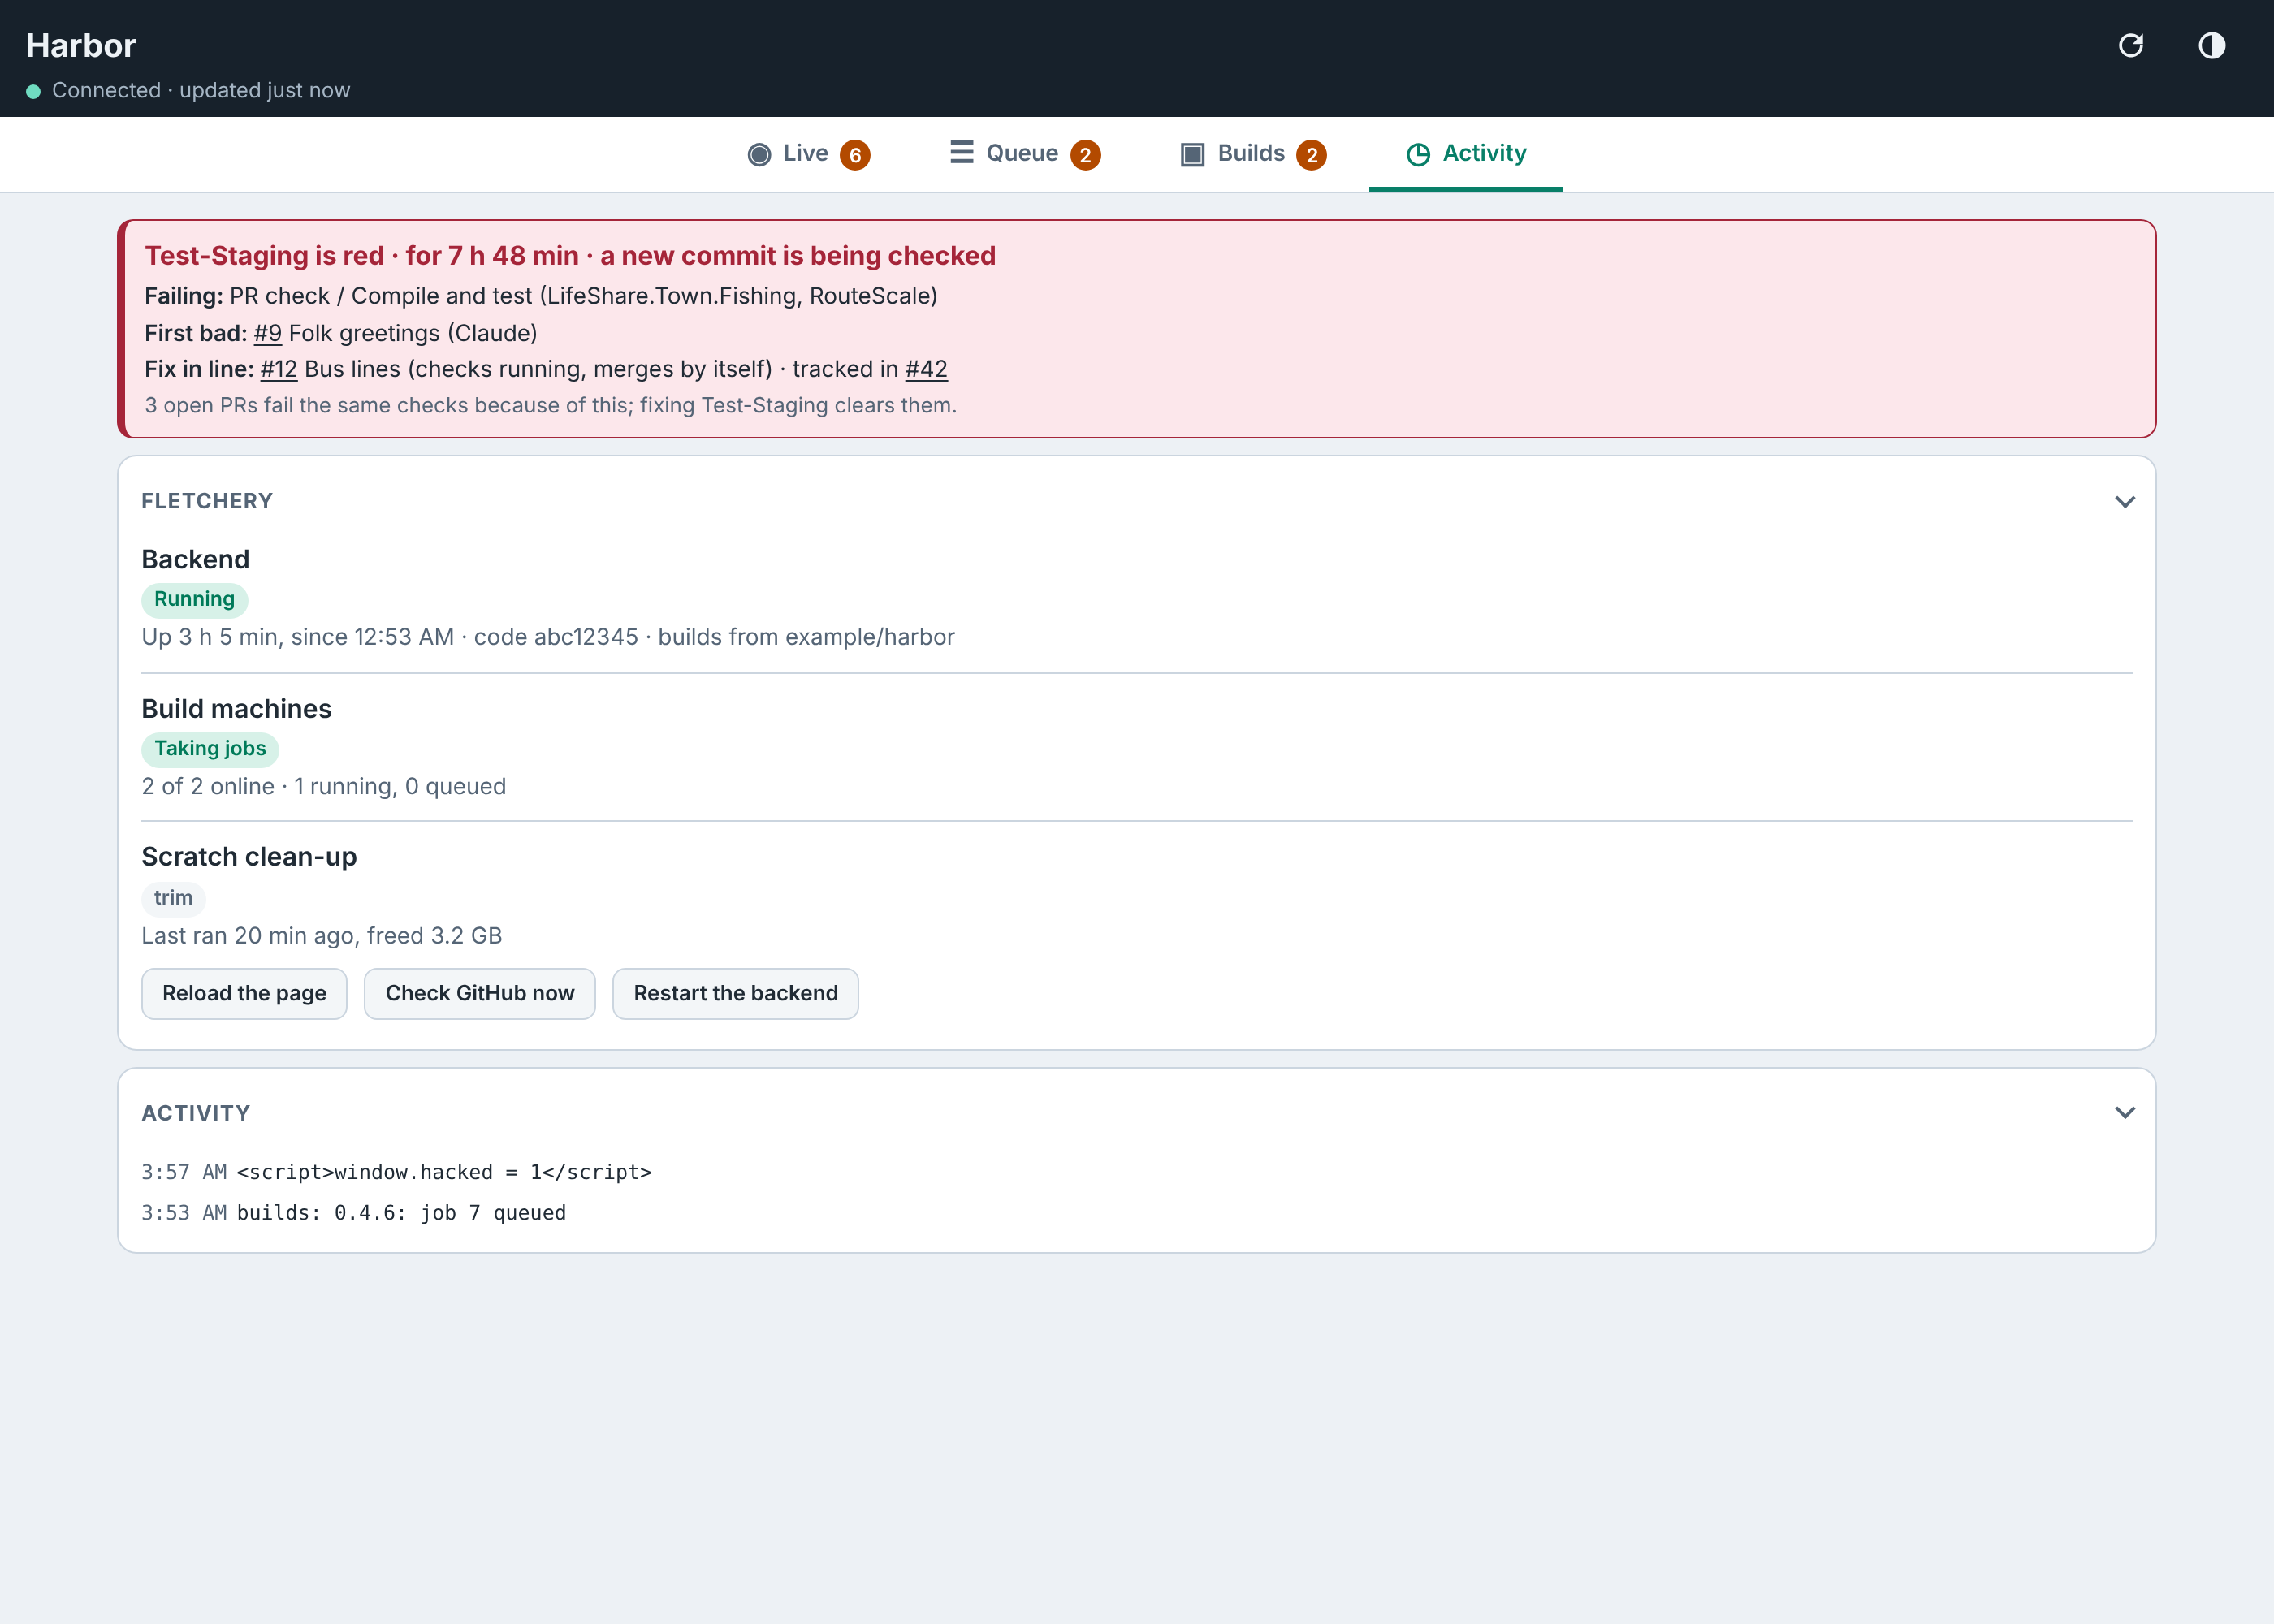 Harbor
Connected · updated just now
Live 6
Queue 2
Builds 2
Activity
Test-Staging is red · for 7 h 48 min · a new commit is being checked
Failing: PR check / Compile and test (LifeShare.Town.Fishing, RouteScale)
First bad: #9 Folk greetings (Claude)
Fix in line: #12 Bus lines (checks running, merges by itself) · tracked in #42
3 open PRs fail the same checks because of this; fixing Test-Staging clears them.
FLETCHERY
Backend
Running
Up 3 h 5 min, since 12:53 AM · code abc12345 · builds from example/harbor
Build machines
Taking jobs
2 of 2 online · 1 running, 0 queued
Scratch clean-up
trim
Last ran 20 min ago, freed 3.2 GB
Reload the page
Check GitHub now
Restart the backend
ACTIVITY
3:57 AM <script>window.hacked = 1</script>
3:53 AM builds: 0.4.6: job 7 queued